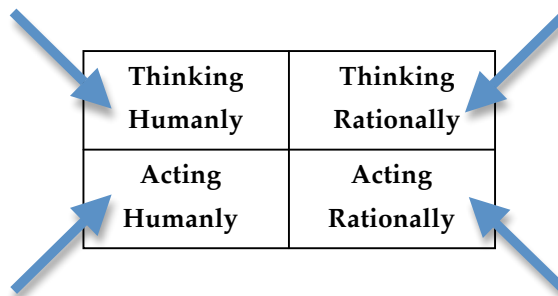 Thinking
Humanly
Thinking
Rationally
Acting
Humanly
Acting
Rationally